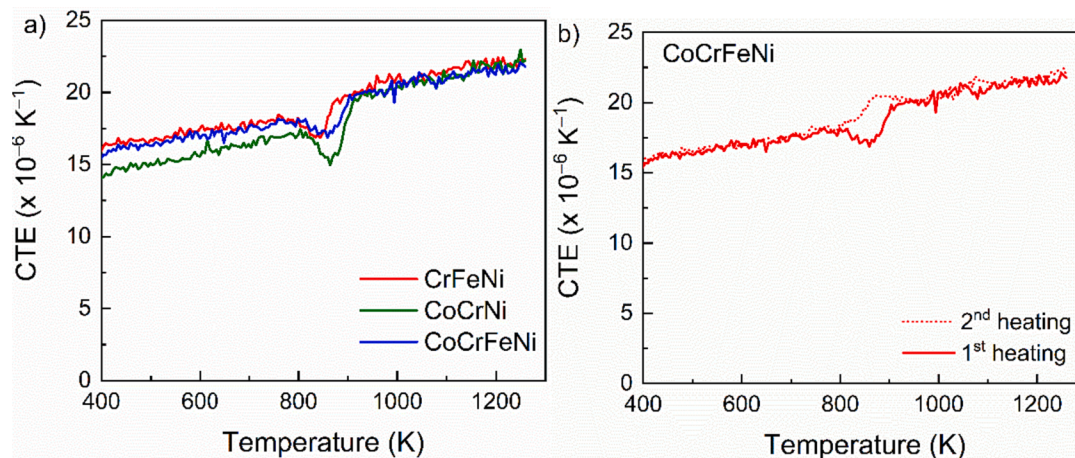 a)
25
20
15
10
5
0
CTE (x 10⁻⁶ K⁻¹)
CrFeNi
CoCrNi
CoCrFeNi
400 600 800 1000 1200
Temperature (K)
b)
CoCrFeNi
25
20
15
10
5
0
CTE (x 10⁻⁶ K⁻¹)
2nd heating
1st heating
400 600 800 1000 1200
Temperature (K)